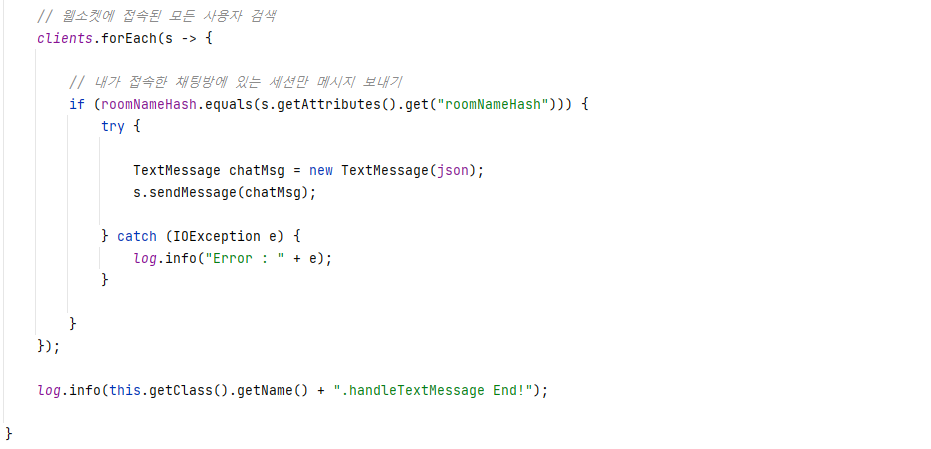 // 웹소켓에 접속된 모든 사용자 검색
clients.forEach(s -> {
// 내가 접속한 채팅방에 있는 세션만 메시지 보내기
if (roomNameHash.equals(s.getAttributes().get("roomNameHash"))) {
try {
TextMessage chatMsg = new TextMessage(json);
s.sendMessage(chatMsg);
} catch (IOException e) {
log.info("Error : " + e);
}
}
});
log.info(this.getClass().getName() + ".handleTextMessage End!");
}